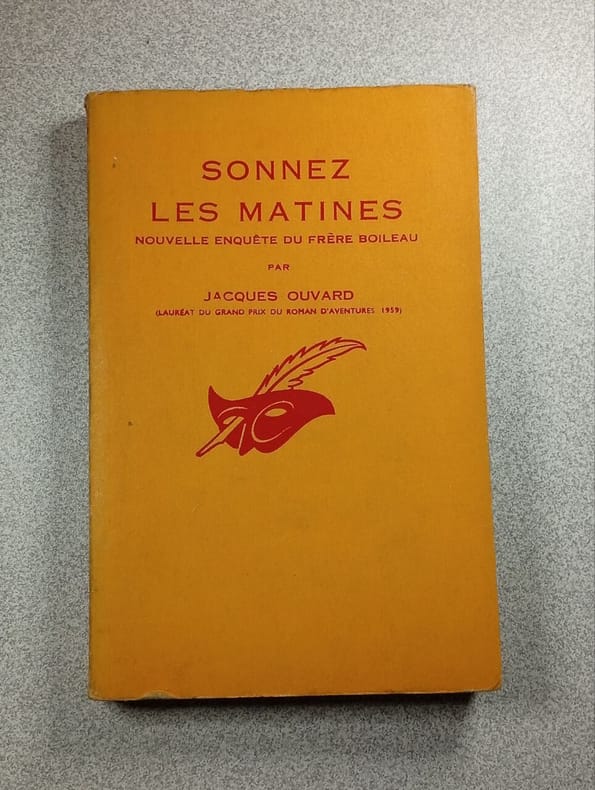 SONNEZ
LES MATINES
NOUVELLE ENQUÊTE DU FRÈRE BOILEAU
PAR
JACQUES OUVARD
(LAURÉAT DU GRAND PRIX DU ROMAN D'AVENTURES 1959)